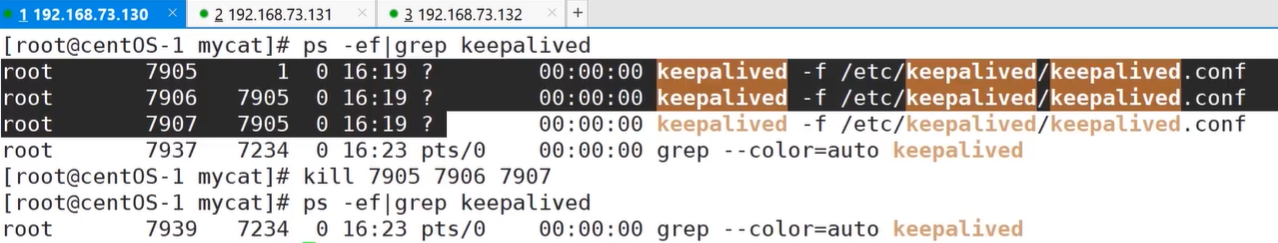 1 192.168.73.130 × 2 192.168.73.131 × 3 192.168.73.132 × +
[root@centOS-1 mycat]# ps -ef|grep keepalived
root 7905 1 0 16:19 ? 00:00:00 keepalived -f /etc/keepalived/keepalived.conf
root 7906 7905 0 16:19 ? 00:00:00 keepalived -f /etc/keepalived/keepalived.conf
root 7907 7905 0 16:19 ? 00:00:00 keepalived -f /etc/keepalived/keepalived.conf
root 7937 7234 0 16:23 pts/0 00:00:00 grep --color=auto keepalived
[root@centOS-1 mycat]# kill 7905 7906 7907
[root@centOS-1 mycat]# ps -ef|grep keepalived
root 7939 7234 0 16:23 pts/0 00:00:00 grep --color=auto keepalived